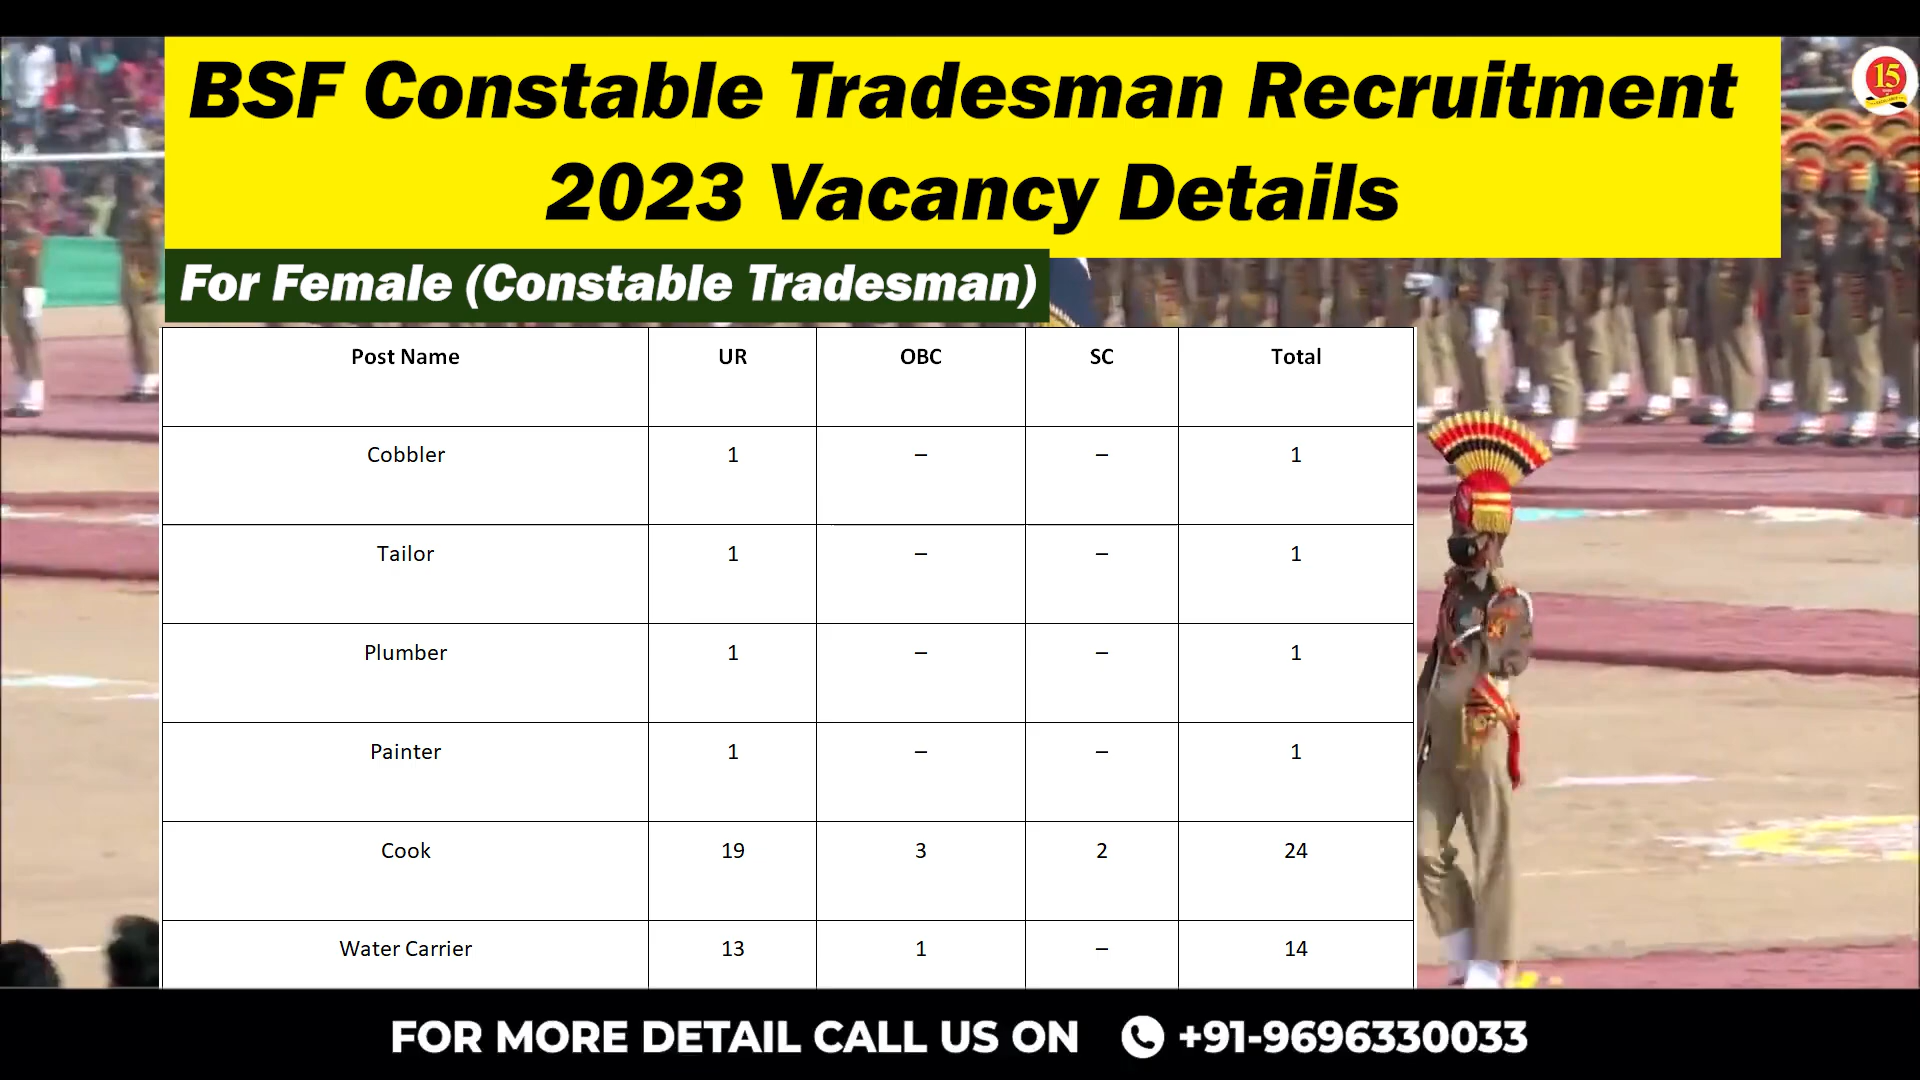 BSF Constable Tradesman Recruitment
2023 Vacancy Details
15
For Female (Constable Tradesman)
Post Name UR OBC SC Total
Cobbler 1 – – 1
Tailor 1 – – 1
Plumber 1 – – 1
Painter 1 – – 1
Cook 19 3 2 24
Water Carrier 13 1 – 14
FOR MORE DETAIL CALL US ON +91-9696330033